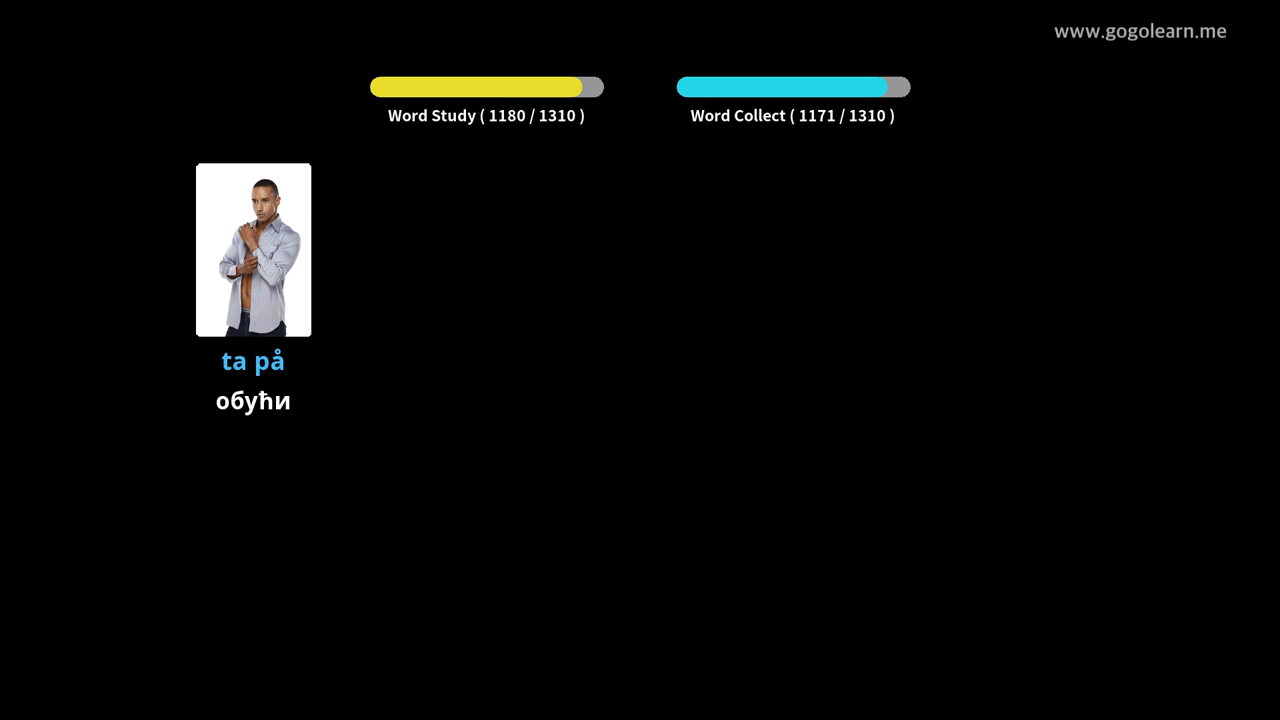 www.gogolearn.me
Word Study ( 1180 / 1310 )
Word Collect ( 1171 / 1310 )
ta på
обући